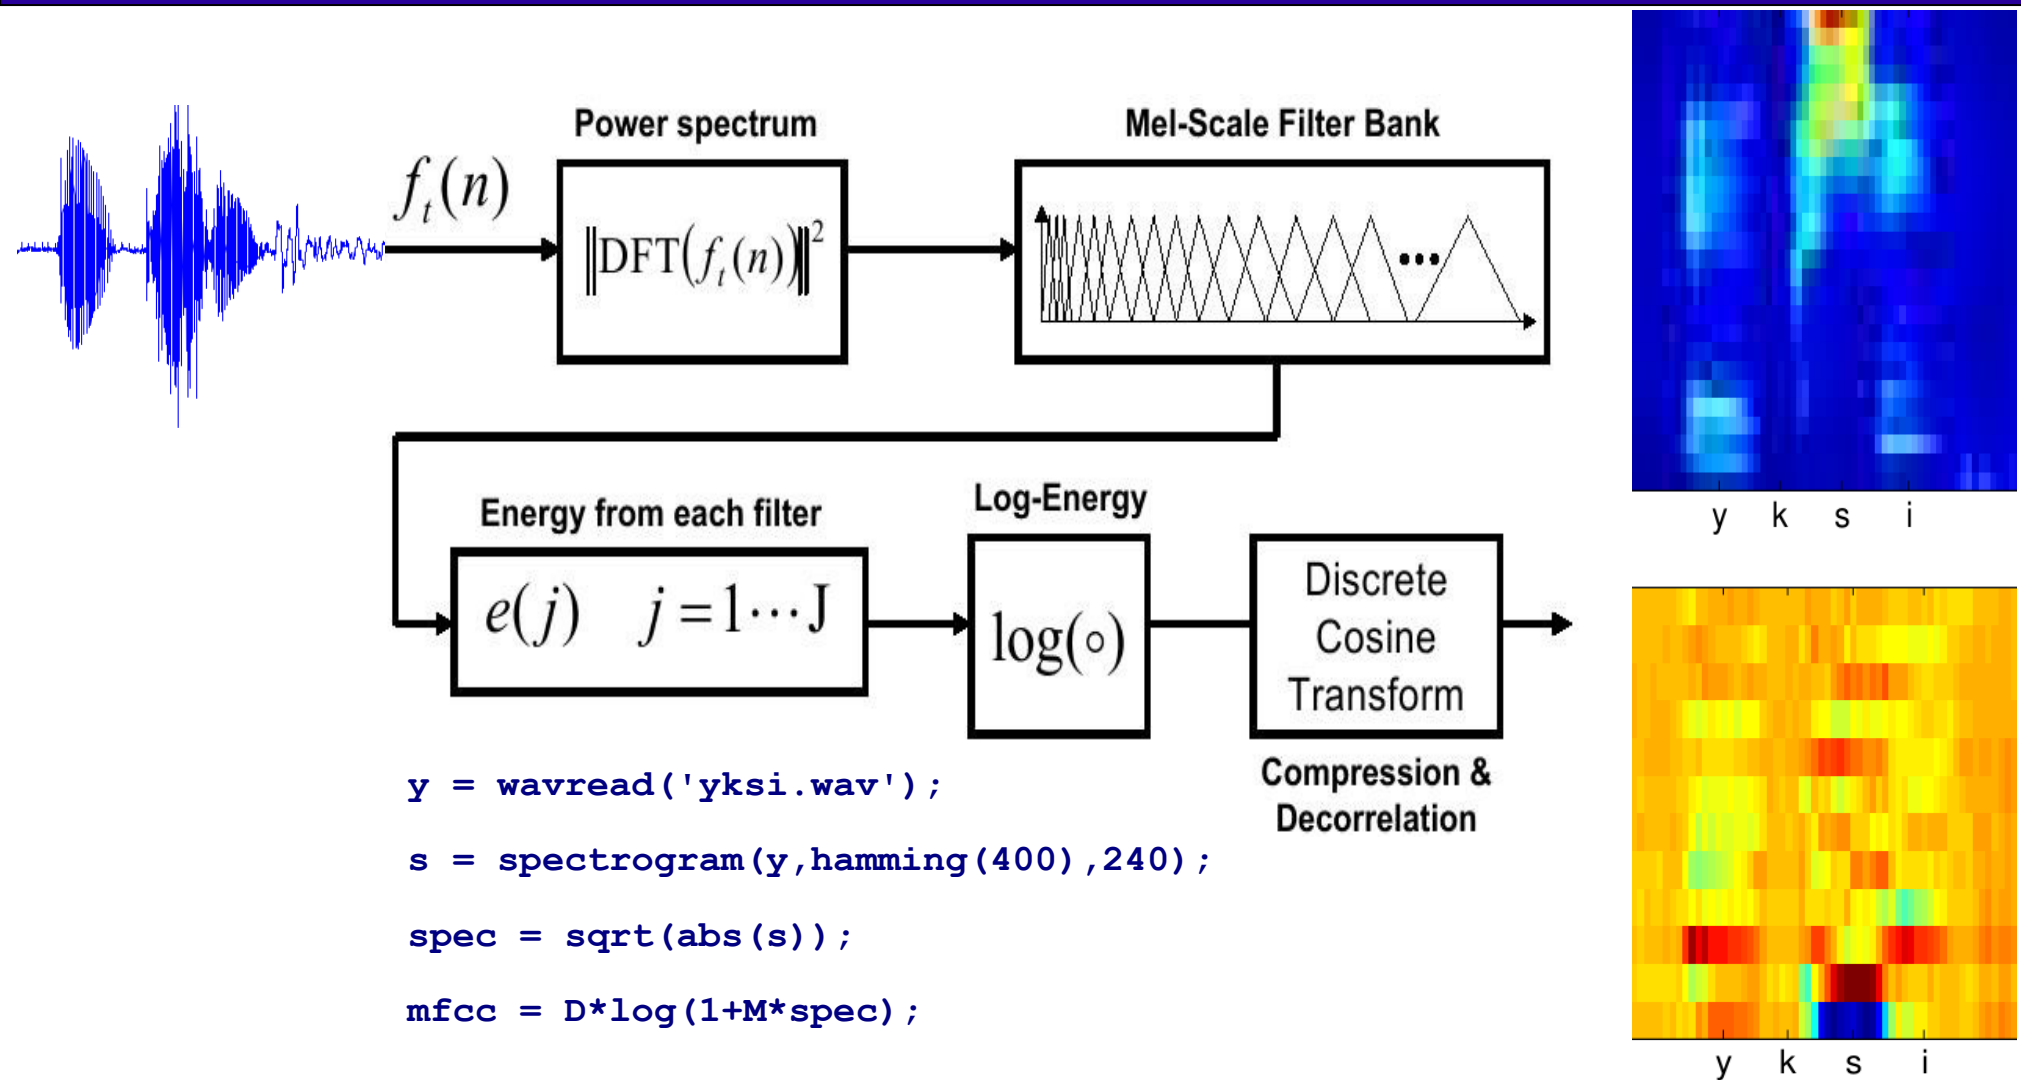 Power spectrum
Mel-Scale Filter Bank
f_t(n)
‖DFT(f_t(n))‖²
•••
y k s i
Energy from each filter
Log-Energy
e(j) j = 1⋯J
log(∘)
Discrete
Cosine
Transform
Compression &
Decorrelation
y = wavread('yksi.wav');
s = spectrogram(y,hamming(400),240);
spec = sqrt(abs(s));
mfcc = D*log(1+M*spec);
y k s i